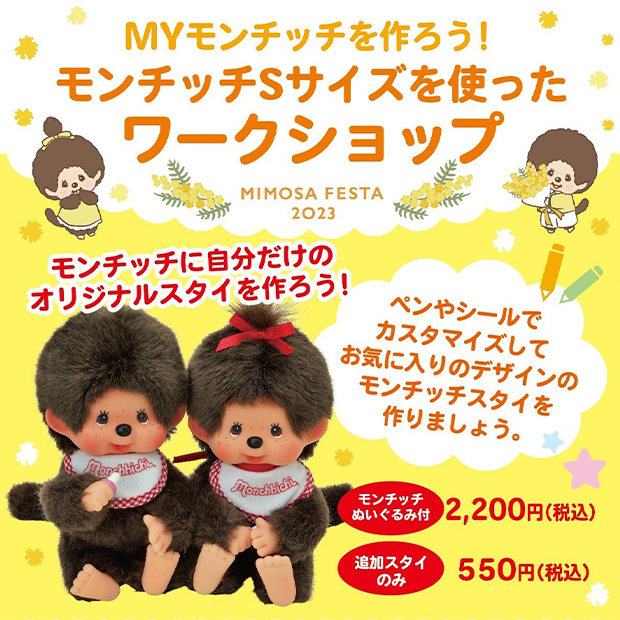 MYモンチッチを作ろう!
モンチッチSサイズを使った
ワークショップ
MIMOSA FESTA
2023
モンチッチに自分だけの
オリジナルスタイを作ろう!
ペンやシールで
カスタマイズして
お気に入りのデザインの
モンチッチスタイを
作りましょう。
Monchhichi
Monchhichi
モンチッチ
ぬいぐるみ付
2,200円(税込)
追加スタイ
のみ
550円(税込)